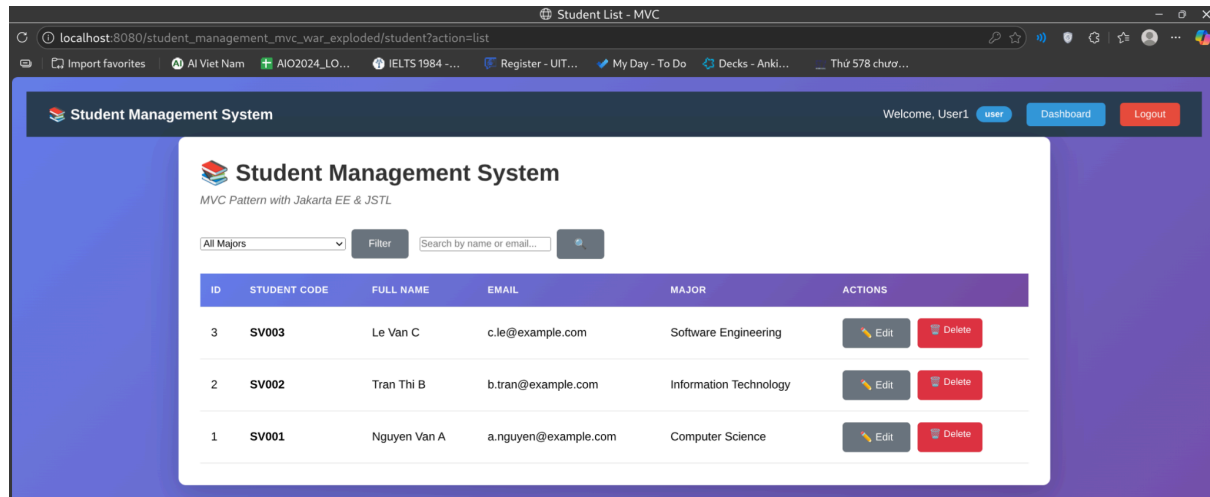 Student List - MVC
localhost:8080/student_management_mvc_war_exploded/student?action=list
Import favorites AI Viet Nam AIO2024_LO... IELTS 1984 -... Register - UIT... My Day - To Do Decks - Anki... Thứ 578 chươ...
Student Management System Welcome, User1 user Dashboard Logout
Student Management System
MVC Pattern with Jakarta EE & JSTL
All Majors Filter Search by name or email...
ID STUDENT CODE FULL NAME EMAIL MAJOR ACTIONS
3 SV003 Le Van C c.le@example.com Software Engineering Edit Delete
2 SV002 Tran Thi B b.tran@example.com Information Technology Edit Delete
1 SV001 Nguyen Van A a.nguyen@example.com Computer Science Edit Delete